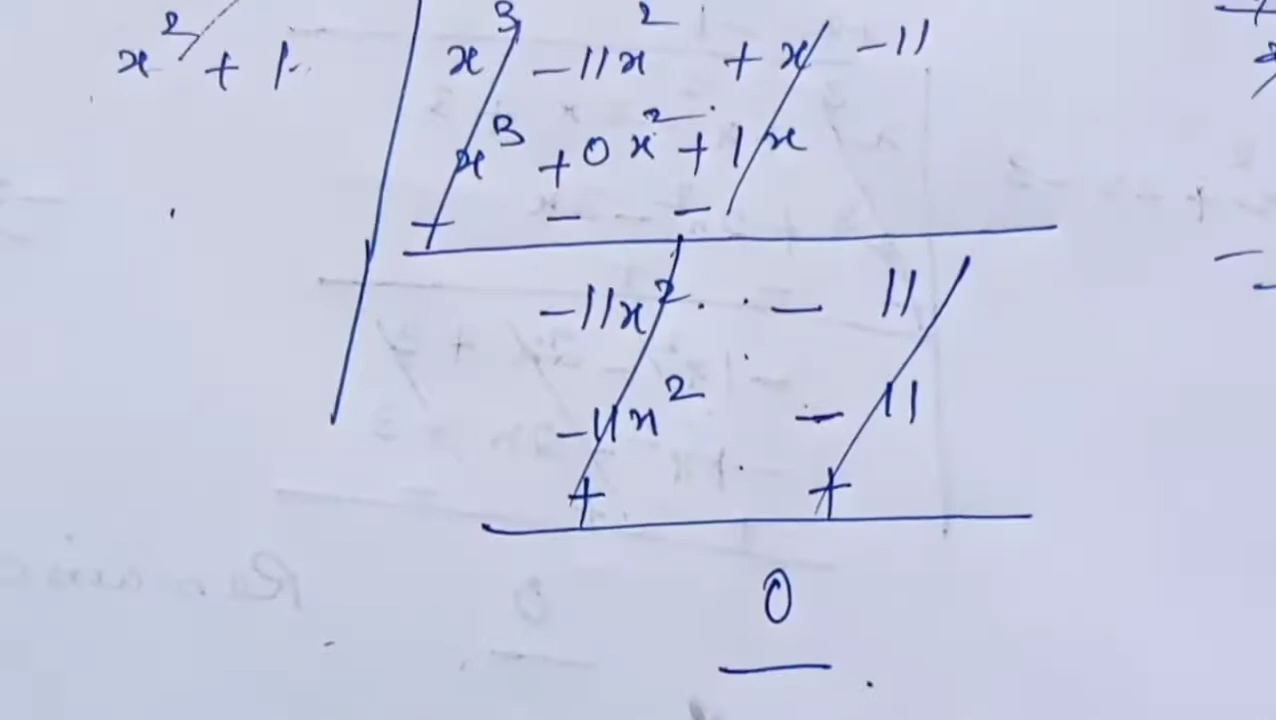 x² + 1 x³ - 11x² + x - 11
x³ + 0x² + 1x
+ - -
-11x² - 11
-11x² - 11
+ +
0